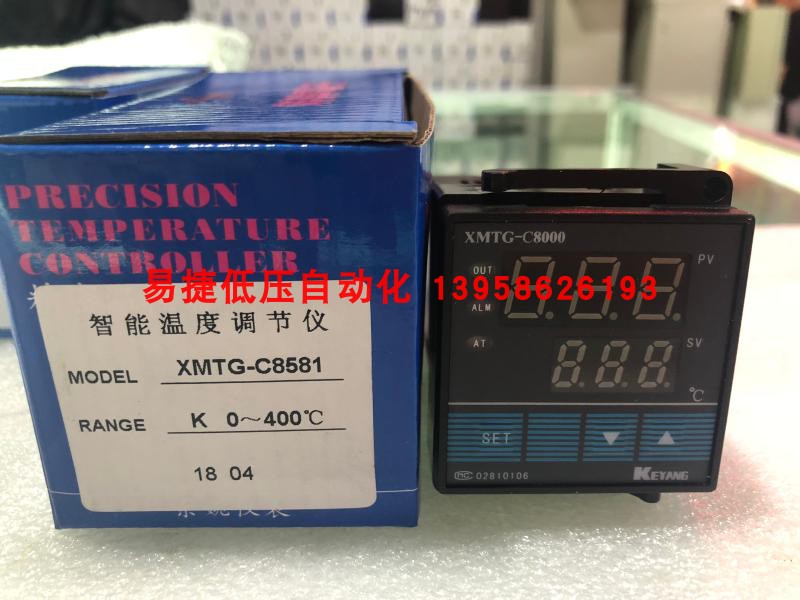 PRECISION
TEMPERATURE
CONTROLLER
易捷低压自动化 13958626193
智能温度调节仪
MODEL XMTG-C8581
RANGE K 0~400℃
18 04
XMTG-C8000
OUT
PV
ALM
AT
SV
℃
SET
MC 02810106
KEYANG